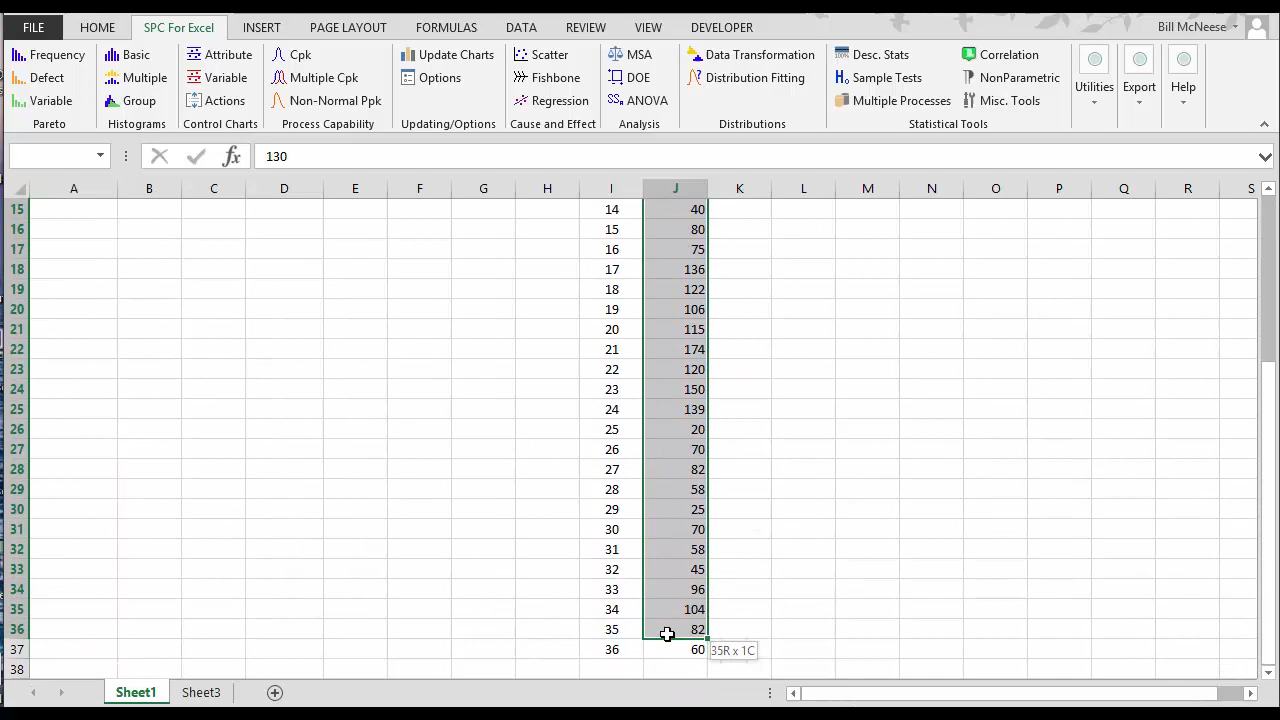 FILE HOME SPC For Excel INSERT PAGE LAYOUT FORMULAS DATA REVIEW VIEW DEVELOPER Bill McNeese
Frequency Basic Attribute Cpk Update Charts Scatter MSA Data Transformation Desc. Stats Correlation
Defect Multiple Variable Multiple Cpk Options Fishbone DOE Distribution Fitting Sample Tests NonParametric Utilities Export Help
Variable Group Actions Non-Normal Ppk Regression ANOVA Multiple Processes Misc. Tools
Pareto Histograms Control Charts Process Capability Updating/Options Cause and Effect Analysis Distributions Statistical Tools
fx 130
A B C D E F G H I J K L M N O P Q R S
15 14 40
16 15 80
17 16 75
18 17 136
19 18 122
20 19 106
21 20 115
22 21 174
23 22 120
24 23 150
25 24 139
26 25 20
27 26 70
28 27 82
29 28 58
30 29 25
31 30 70
32 31 58
33 32 45
34 33 96
35 34 104
36 35 82
37 36 60 35R x 1C
38
Sheet1 Sheet3